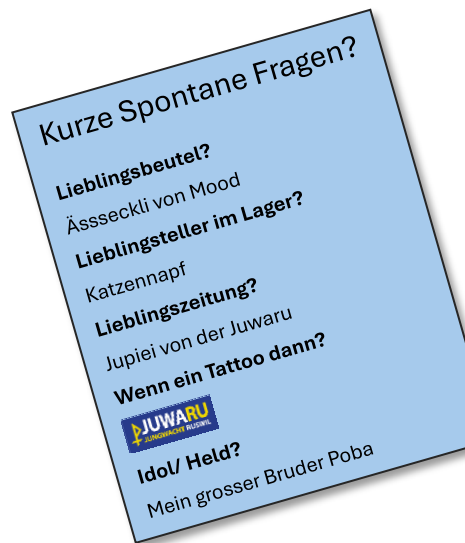 Kurze Spontane Fragen?
Lieblingsbeutel?
Ässseckli von Mood
Lieblingsteller im Lager?
Katzennapf
Lieblingszeitung?
Jupiei von der Juwaru
Wenn ein Tattoo dann?
JUWARU
JUNGWACHT RUSWIL
Idol/ Held?
Mein grosser Bruder Poba